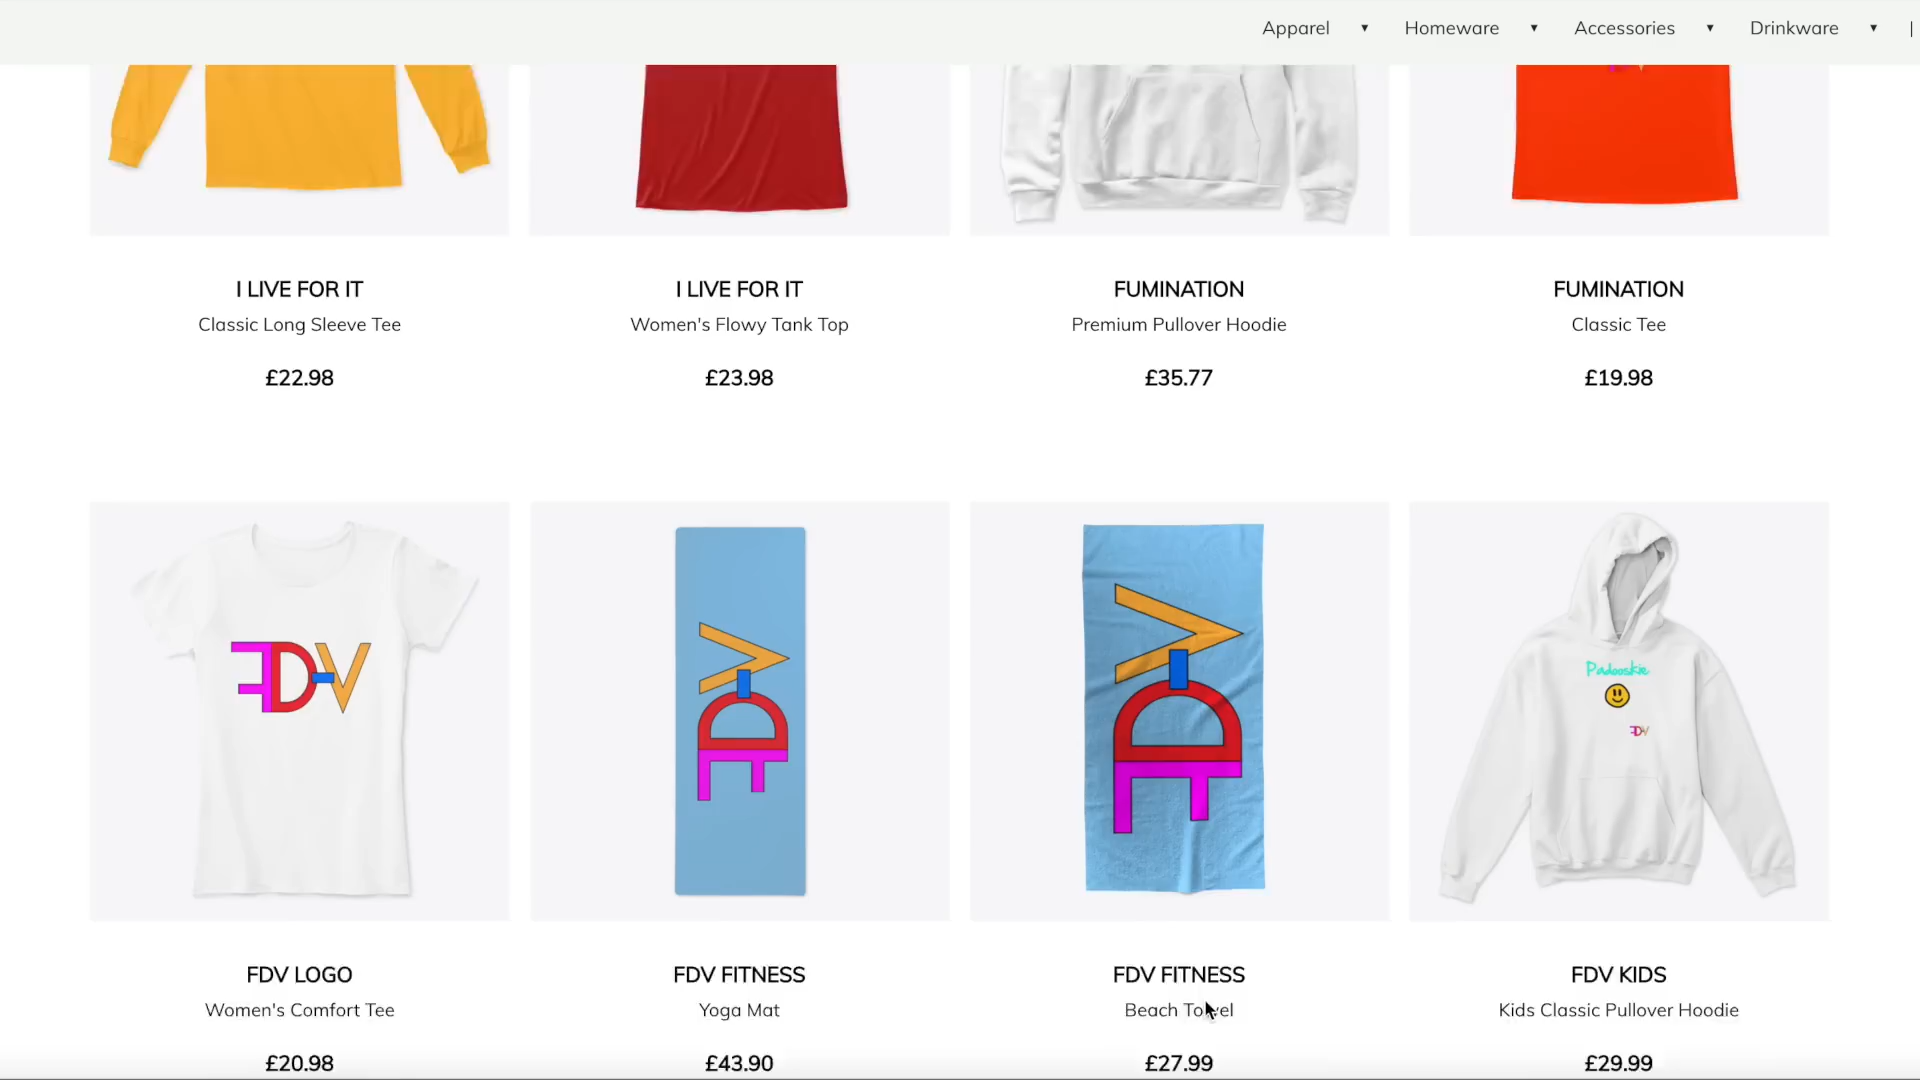 Apparel ▼ Homeware ▼ Accessories ▼ Drinkware ▼ |
I LIVE FOR IT
Classic Long Sleeve Tee
£22.98
I LIVE FOR IT
Women's Flowy Tank Top
£23.98
FUMINATION
Premium Pullover Hoodie
£35.77
FUMINATION
Classic Tee
£19.98
FDV
FDV LOGO
Women's Comfort Tee
£20.98
FDV
FDV FITNESS
Yoga Mat
£43.90
FDV
FDV FITNESS
Beach Towel
£27.99
Padooskie
FDV
FDV KIDS
Kids Classic Pullover Hoodie
£29.99